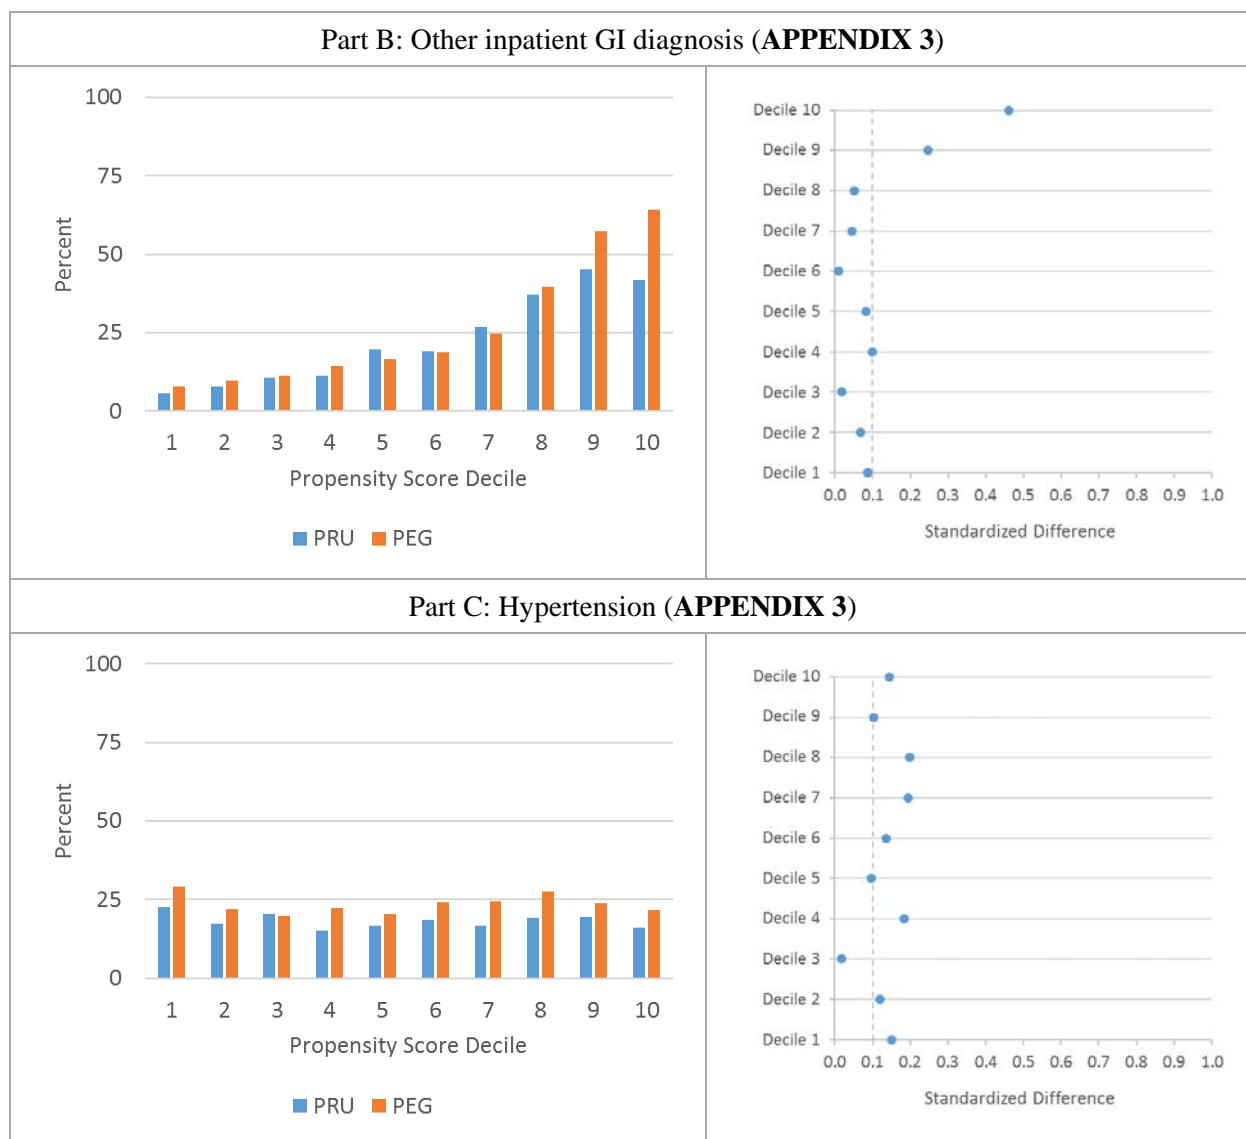 Part B: Other inpatient GI diagnosis (APPENDIX 3)
100
75
50
25
0
Percent
1 2 3 4 5 6 7 8 9 10
Propensity Score Decile
PRU PEG
Decile 10
Decile 9
Decile 8
Decile 7
Decile 6
Decile 5
Decile 4
Decile 3
Decile 2
Decile 1
0.0 0.1 0.2 0.3 0.4 0.5 0.6 0.7 0.8 0.9 1.0
Standardized Difference
Part C: Hypertension (APPENDIX 3)
100
75
50
25
0
Percent
1 2 3 4 5 6 7 8 9 10
Propensity Score Decile
PRU PEG
Decile 10
Decile 9
Decile 8
Decile 7
Decile 6
Decile 5
Decile 4
Decile 3
Decile 2
Decile 1
0.0 0.1 0.2 0.3 0.4 0.5 0.6 0.7 0.8 0.9 1.0
Standardized Difference